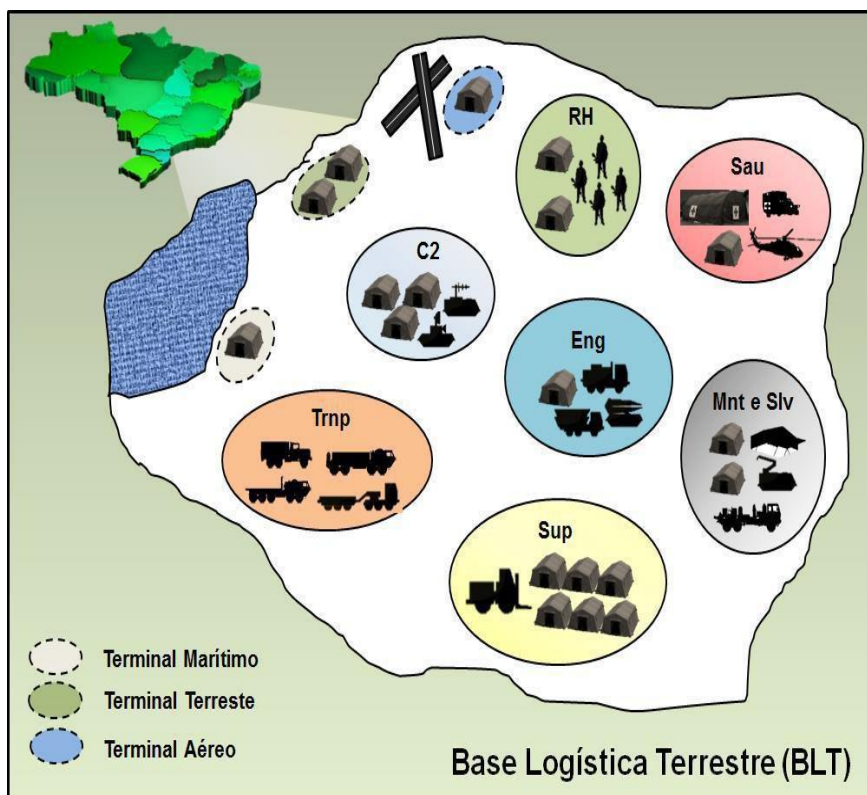 RH
Sau
C2
Eng
Mnt e Slv
Trnp
Sup
Terminal Marítimo
Terminal Terreste
Terminal Aéreo
Base Logística Terrestre (BLT)